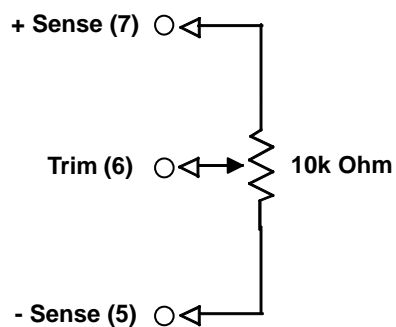 + Sense (7)
Trim (6)
10k Ohm
- Sense (5)